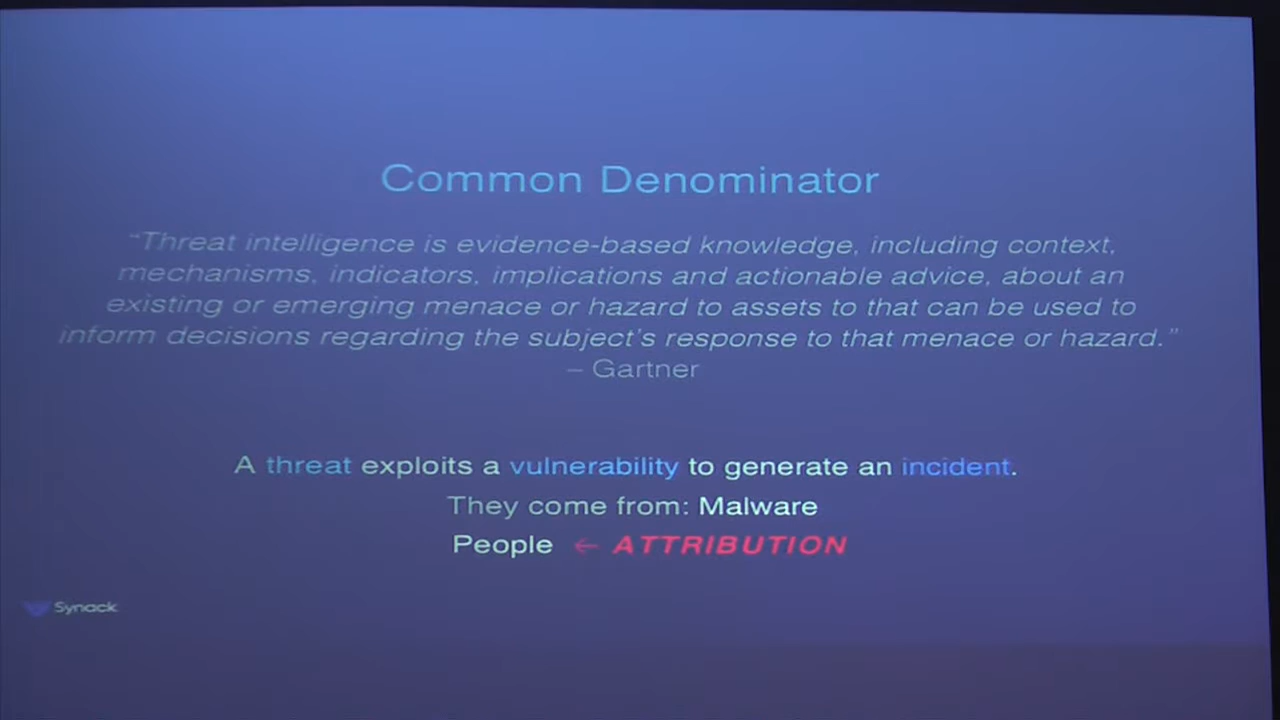 Common Denominator
“Threat intelligence is evidence-based knowledge, including context,
mechanisms, indicators, implications and actionable advice, about an
existing or emerging menace or hazard to assets to that can be used to
inform decisions regarding the subject's response to that menace or hazard.”
– Gartner
A threat exploits a vulnerability to generate an incident.
They come from: Malware
People ← ATTRIBUTION
Synack